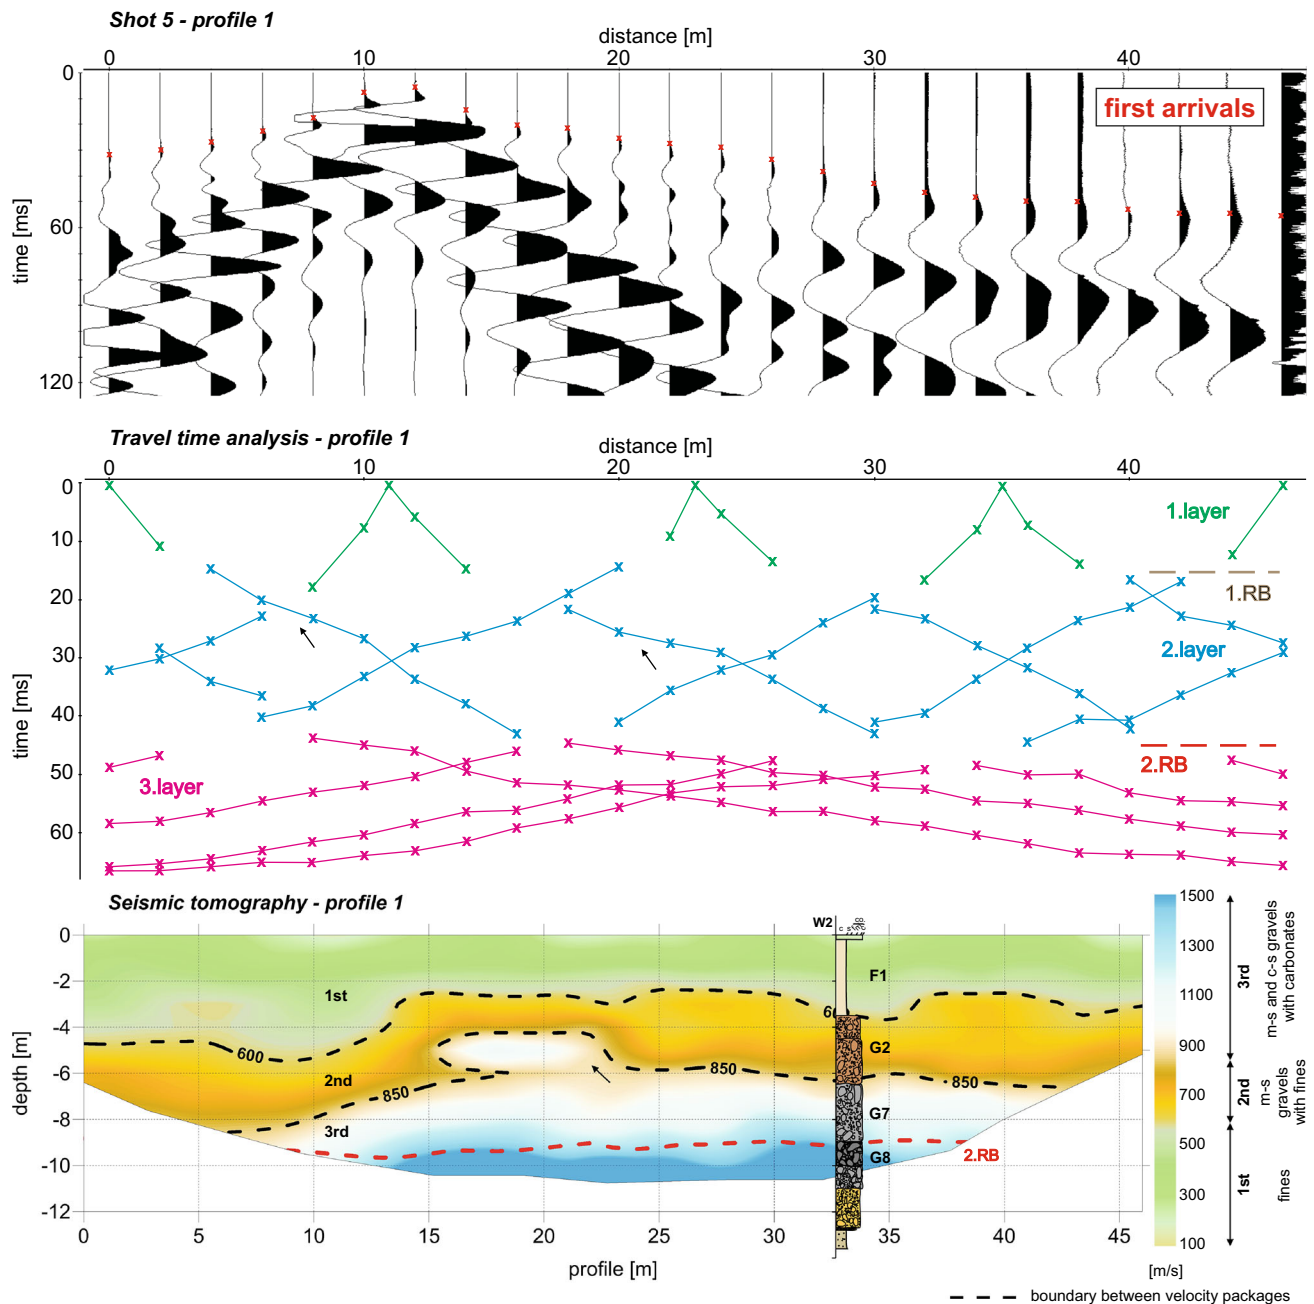 Shot 5 - profile 1
distance [m]
0 10 20 30 40
0
60
120
time [ms]
first arrivals
Travel time analysis - profile 1
distance [m]
0 10 20 30 40
0
10
20
30
40
50
60
time [ms]
1.layer
1.RB
2.layer
2.RB
3.layer
Seismic tomography - profile 1
W2
0
-2
-4
-6
-8
-10
-12
depth [m]
1st
600
2nd
850
3rd
850
6
850
F1
G2
G7
G8
2.RB
0 5 10 15 20 25 30 35 40 45
profile [m]
1500
1300
1100
900
700
500
300
100
[m/s]
3rd
m-s and c-s gravels
with carbonates
2nd
m-s
gravels
with fines
1st
fines
boundary between velocity packages